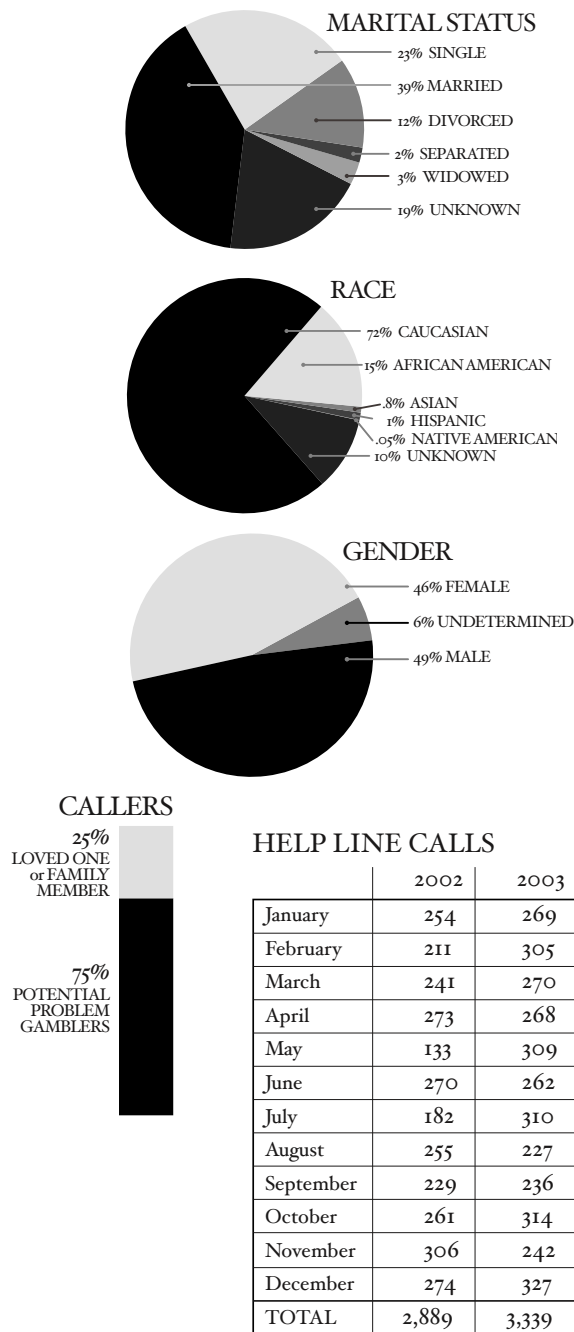 MARITAL STATUS
23% SINGLE
39% MARRIED
12% DIVORCED
2% SEPARATED
3% WIDOWED
19% UNKNOWN
RACE
72% CAUCASIAN
15% AFRICAN AMERICAN
.8% ASIAN
1% HISPANIC
.05% NATIVE AMERICAN
10% UNKNOWN
GENDER
46% FEMALE
6% UNDETERMINED
49% MALE
CALLERS
25%
LOVED ONE
or FAMILY
MEMBER
75%
POTENTIAL
PROBLEM
GAMBLERS
HELP LINE CALLS
2002 2003
January 254 269
February 211 305
March 241 270
April 273 268
May 133 309
June 270 262
July 182 310
August 255 227
September 229 236
October 261 314
November 306 242
December 274 327
TOTAL 2,889 3,339